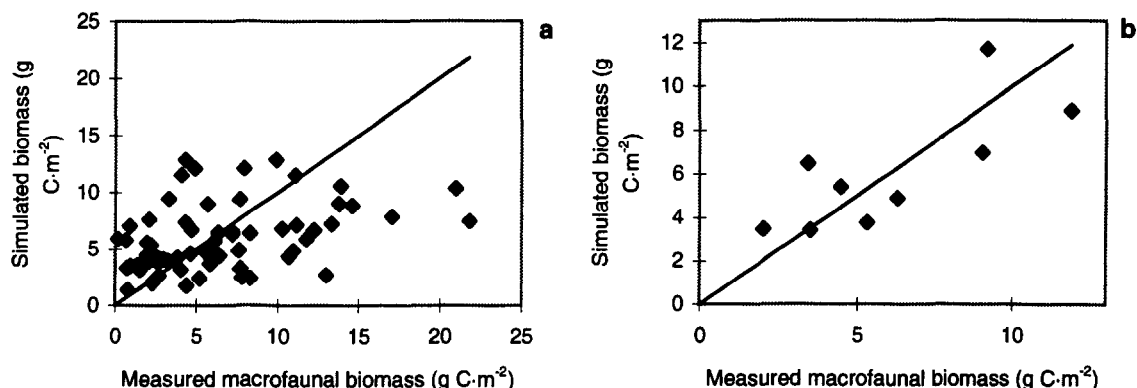 a
Simulated biomass (g
C·m-2)
25
20
15
10
5
0
0 5 10 15 20 25
Measured macrofaunal biomass (g C·m-2)
b
Simulated biomass (g
C·m-2)
12
10
8
6
4
2
0
0 5 10
Measured macrofaunal biomass (g C·m-2)